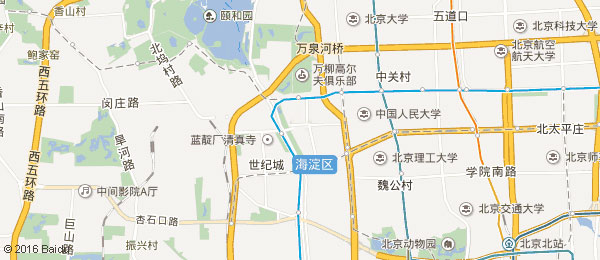 香山村
颐和园
北京大学
五道口
北京科技大学
鲍家窑
北坞村路
万泉河桥
北京航空
航天大学
西五环路
万柳高尔
夫俱乐部
中关村
闵庄路
中国人民大学
旱河路
蓝靛厂清真寺
北太平庄
世纪城
海淀区
北京理工大学
学院南路
北京师
西五环路
中间影院A厅
魏公村
杏石口路
北京交通大学
巨山路
振兴村
北京动物园
北京北站
© 2016 Baidu